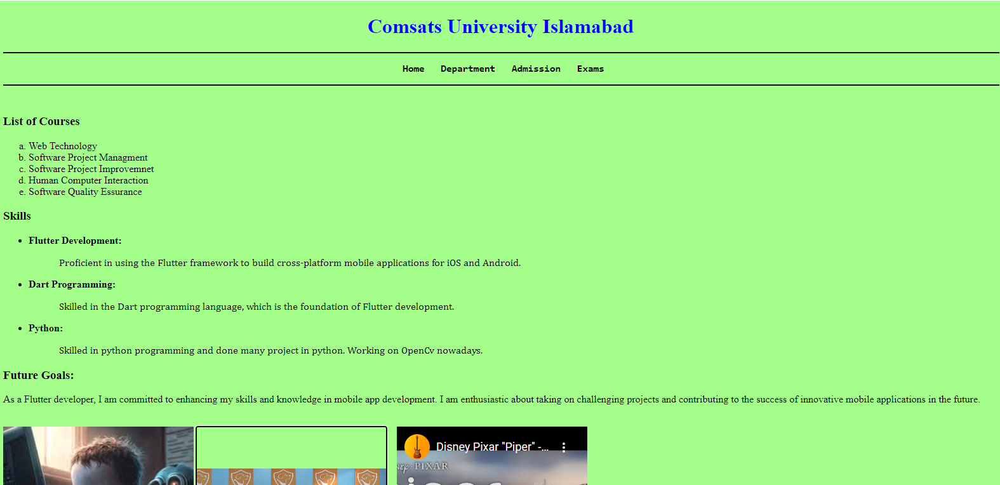 Comsats University Islamabad
Home Department Admission Exams
List of Courses
a. Web Technology
b. Software Project Managment
c. Software Project Improvemnet
d. Human Computer Interaction
e. Software Quality Essurance
Skills
• Flutter Development:
Proficient in using the Flutter framework to build cross-platform mobile applications for iOS and Android.
• Dart Programming:
Skilled in the Dart programming language, which is the foundation of Flutter development.
• Python:
Skilled in python programming and done many project in python. Working on OpenCv nowadays.
Future Goals:
As a Flutter developer, I am committed to enhancing my skills and knowledge in mobile app development. I am enthusiastic about taking on challenging projects and contributing to the success of innovative mobile applications in the future.
Disney Pixar "Piper" -...
PIXAR